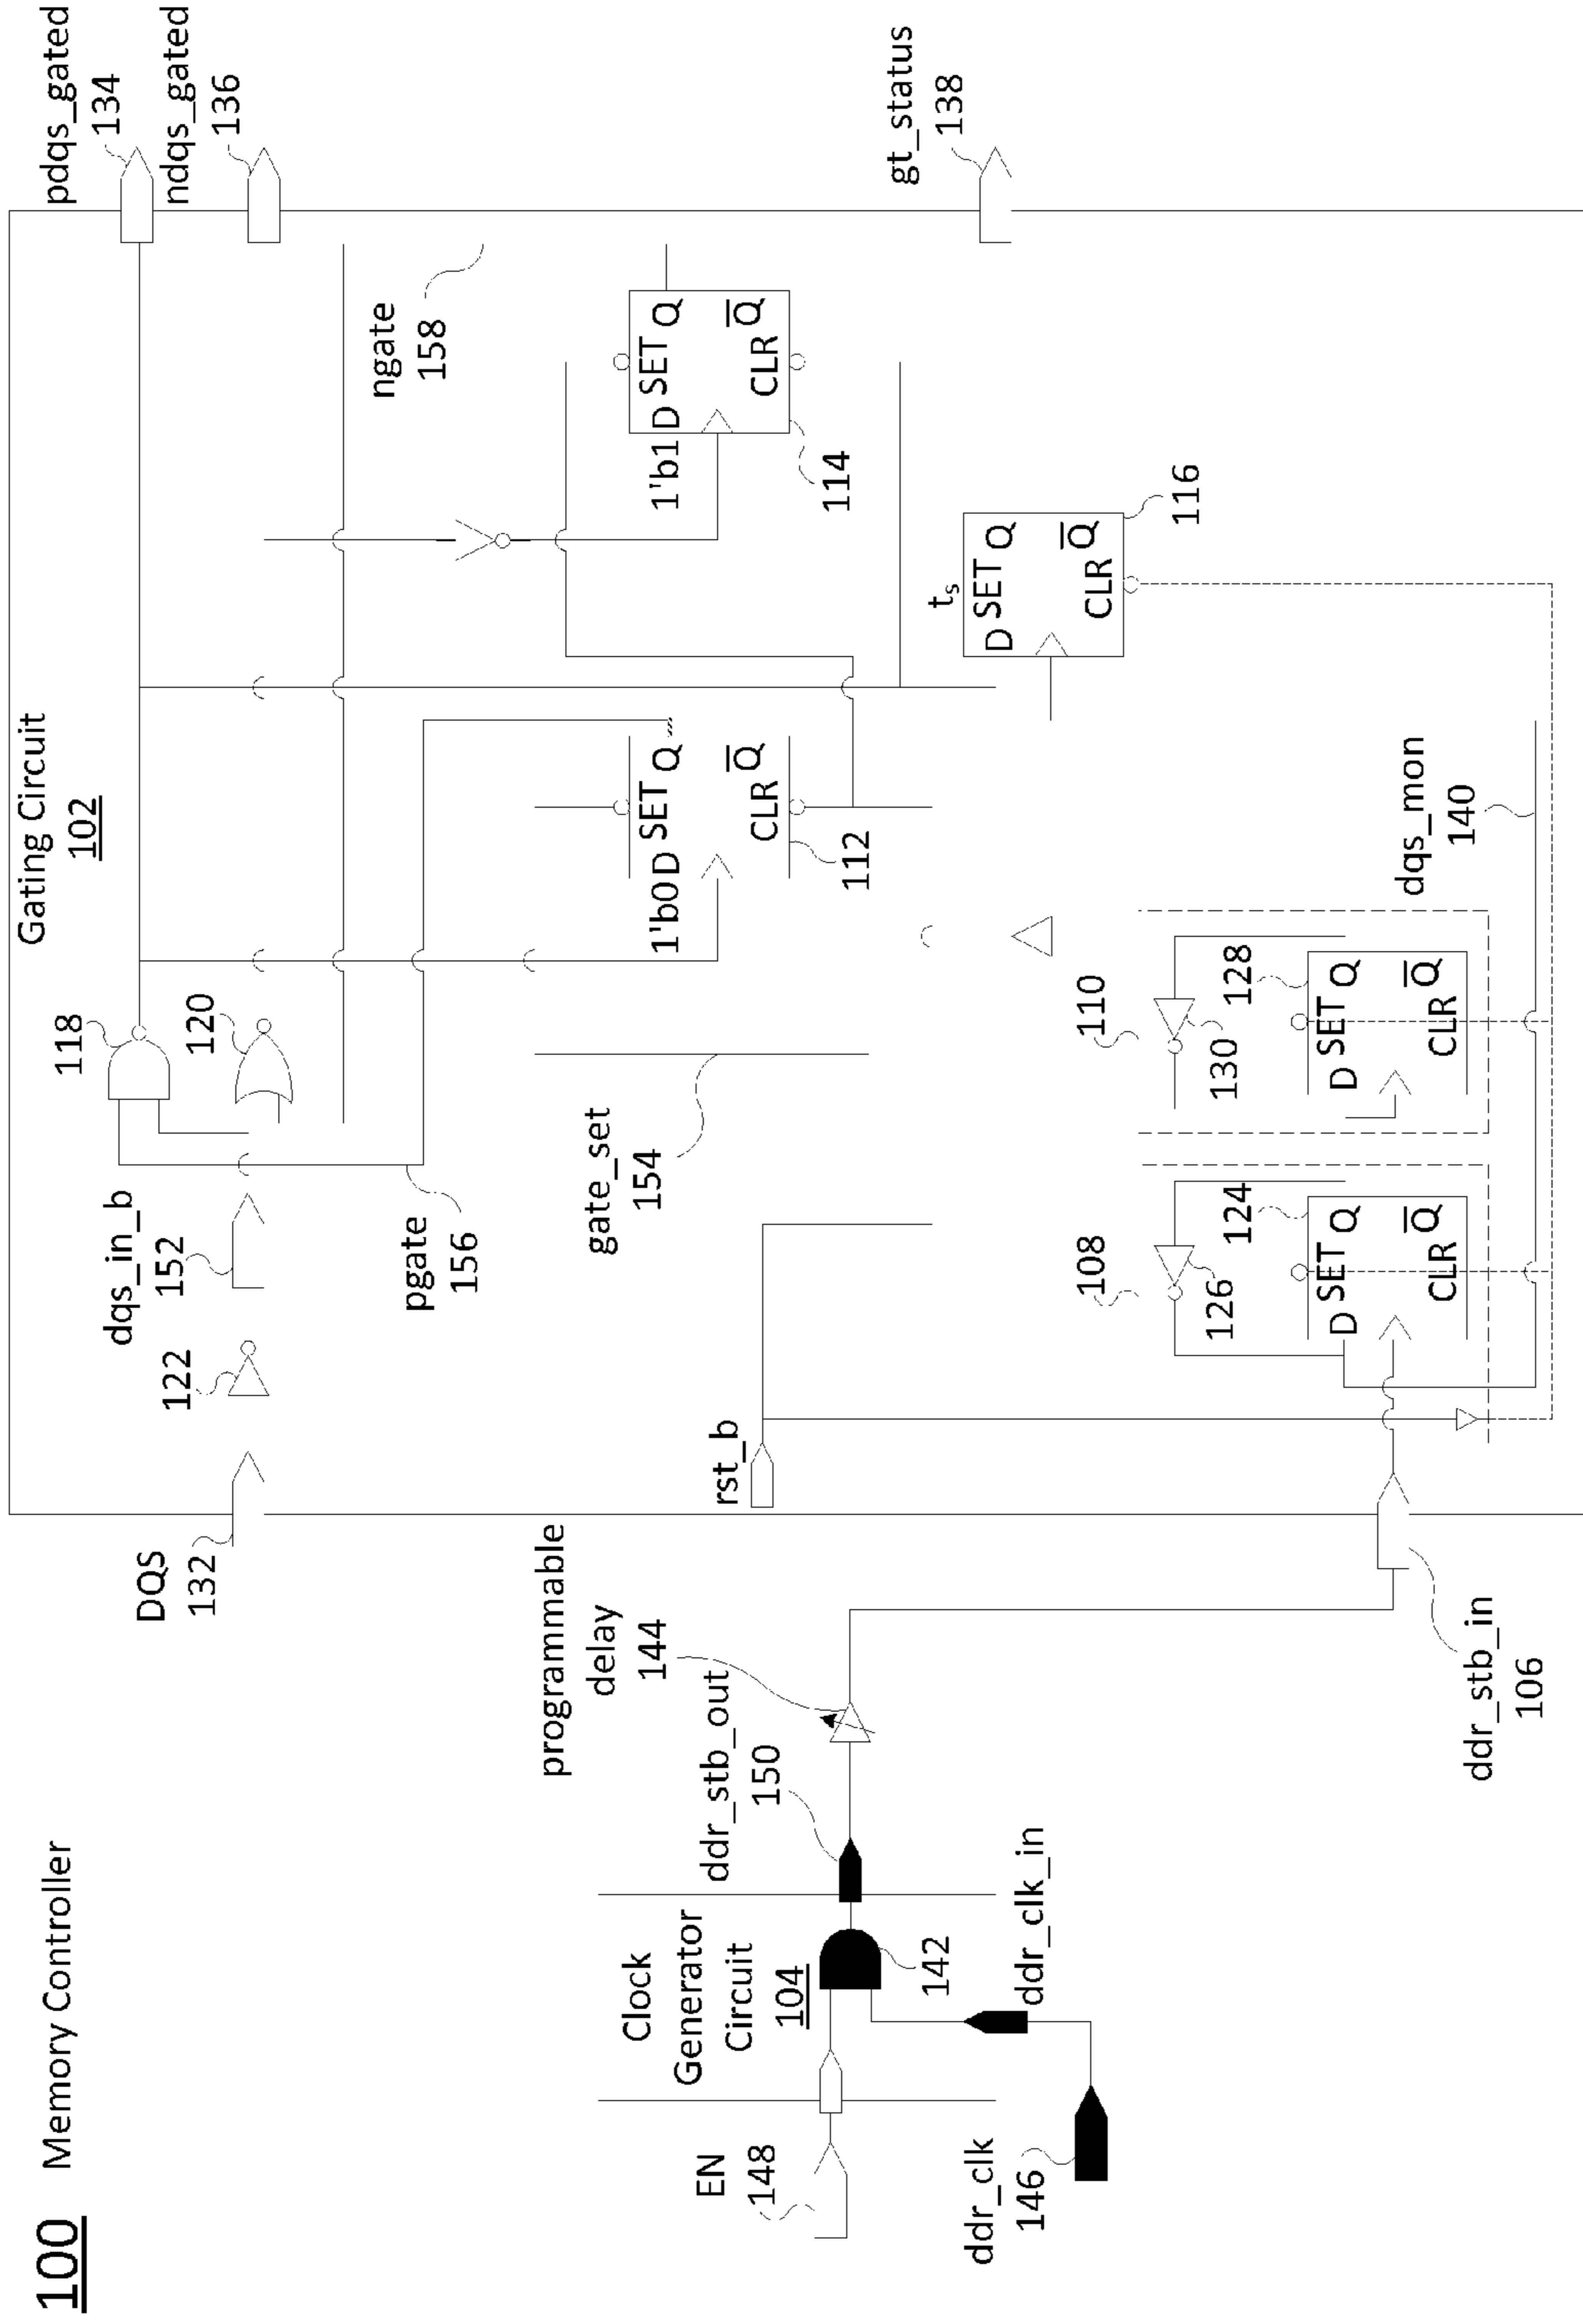 100 Memory Controller
Gating Circuit
102
DQS
132
122
dqs_in_b
152
118
120
pdqs_gated
134
ndqs_gated
136
pgate
156
gate_set
154
ngate
158
1'b0 D SET Q
CLR Q
112
1'b1 D SET Q
CLR Q
114
rst_b
gt_status
138
ts
D SET Q
CLR Q
116
programmable
delay
144
ddr_stb_out
150
Clock
Generator
Circuit
104
142
EN
148
ddr_clk
146
ddr_clk_in
108
126
124
D SET Q
CLR Q
110
130
128
D SET Q
CLR Q
dqs_mon
140
ddr_stb_in
106